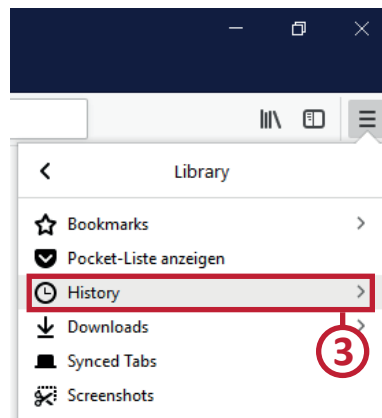 Library
Bookmarks
Pocket-Liste anzeigen
History
Downloads
3
Synced Tabs
Screenshots